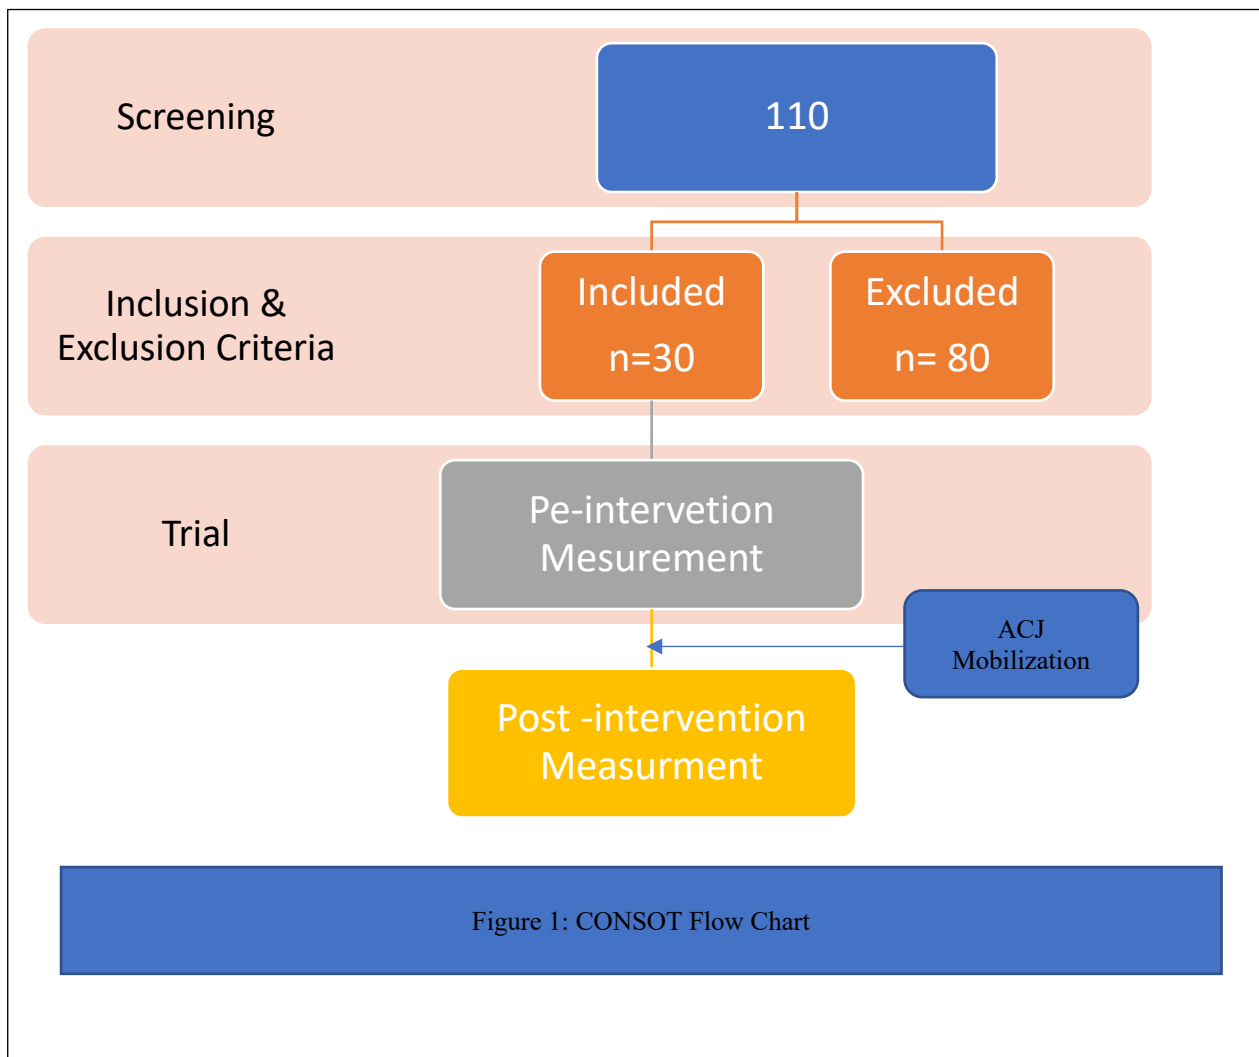 Screening
110
Inclusion &
Exclusion Criteria
Included
n=30
Excluded
n= 80
Trial
Pe-intervetion
Mesurement
ACJ
Mobilization
Post -intervention
Measurment
Figure 1: CONSOT Flow Chart